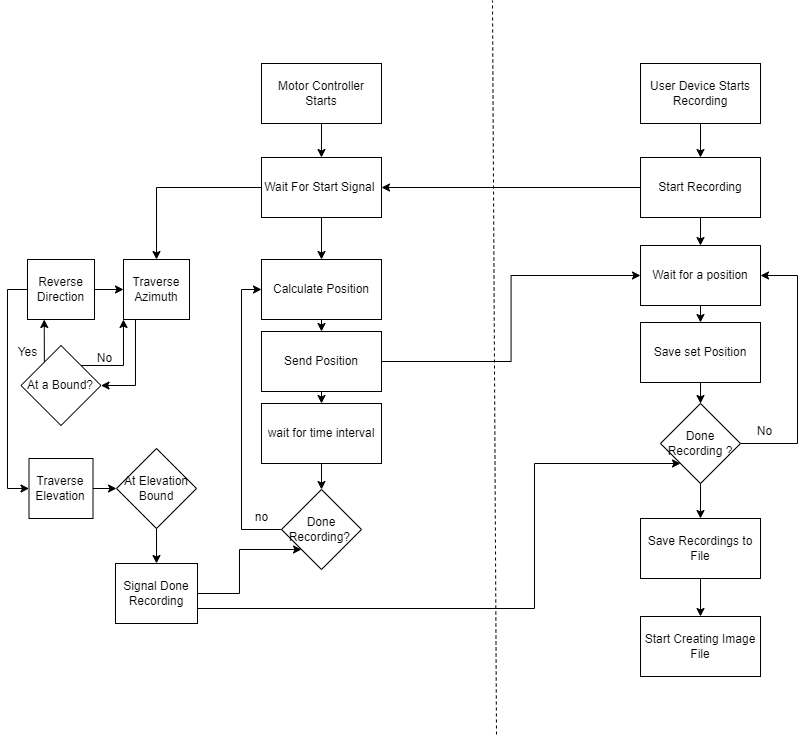 Motor Controller
Starts
User Device Starts
Recording
Wait For Start Signal
Start Recording
Reverse
Direction
Traverse
Azimuth
Calculate Position
Wait for a position
Yes
No
Send Position
Save set Position
At a Bound?
wait for time interval
Done
Recording ?
No
Traverse
Elevation
At Elevation
Bound
no
Done
Recording?
Save Recordings to
File
Signal Done
Recording
Start Creating Image
File